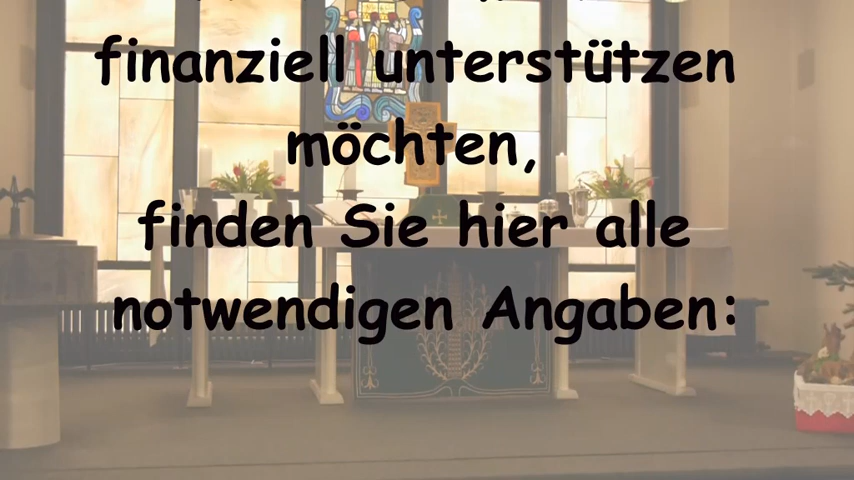 finanziell unterstützen
möchten,
finden Sie hier alle
notwendigen Angaben: